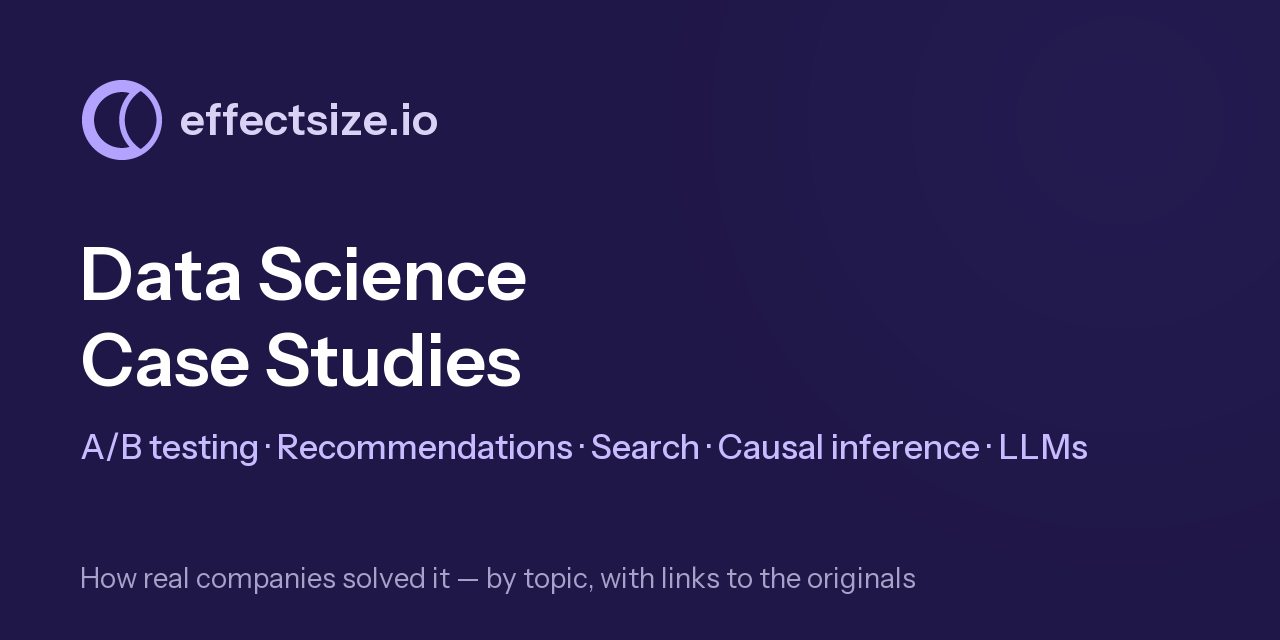 effectsize.io
Data Science
Case Studies
A/B testing · Recommendations · Search · Causal inference · LLMs
How real companies solved it — by topic, with links to the originals